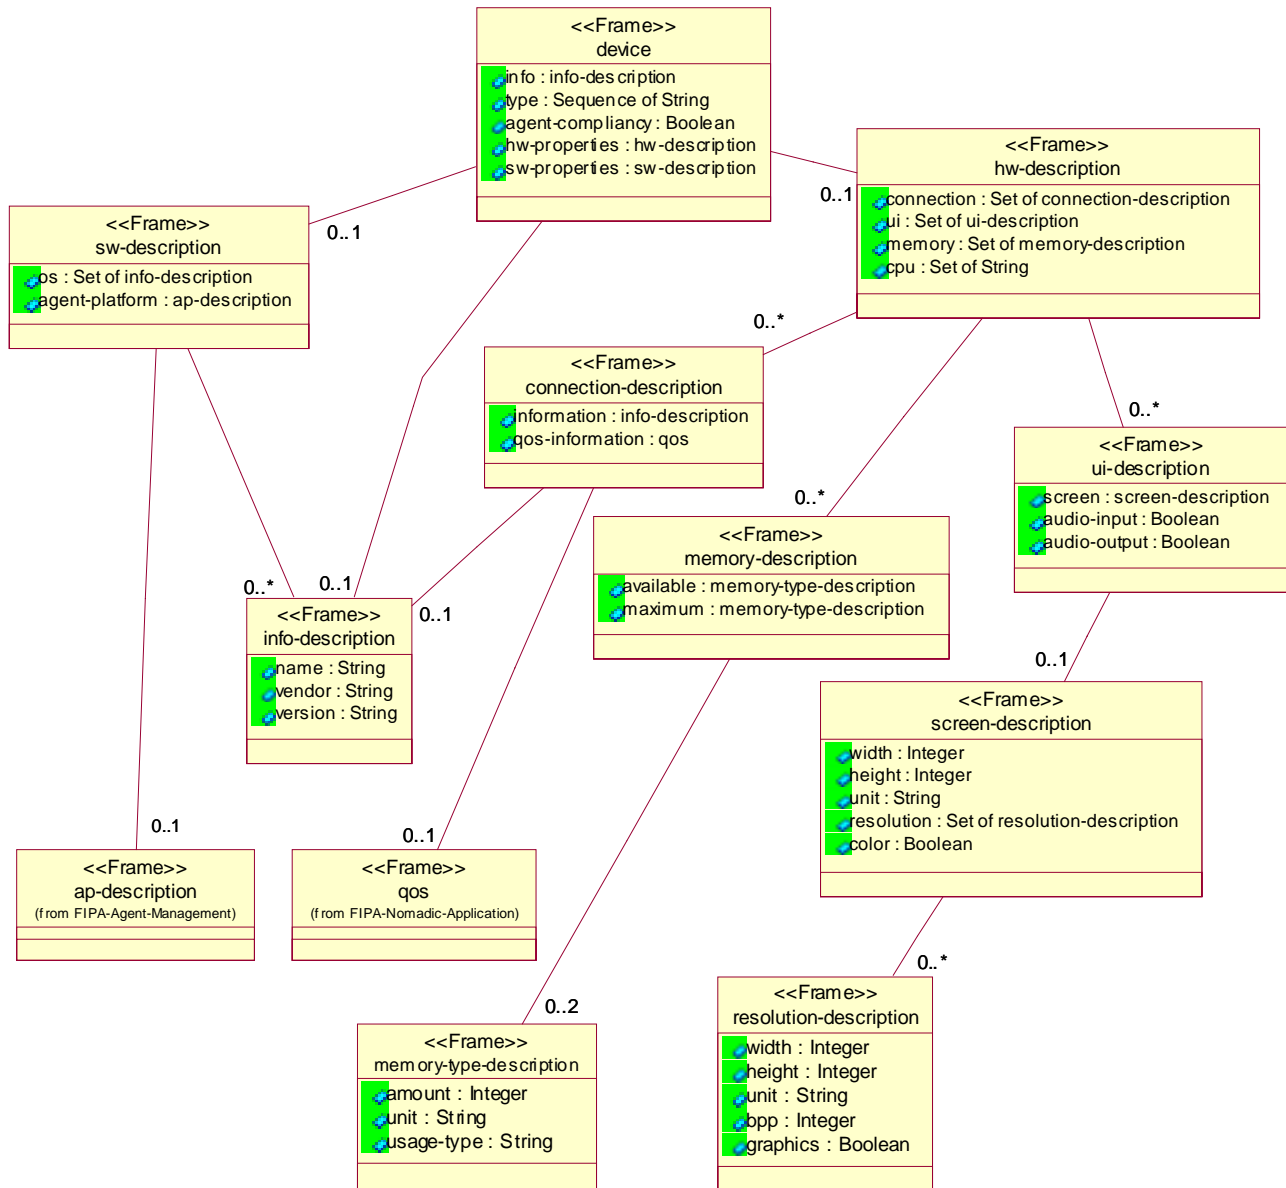 <<Frame>>
device
info : info-description
type : Sequence of String
agent-compliancy : Boolean
hw-properties : hw-description
sw-properties : sw-description
<<Frame>>
hw-description
connection : Set of connection-description
ui : Set of ui-description
memory : Set of memory-description
cpu : Set of String
0..1
<<Frame>>
sw-description
os : Set of info-description
agent-platform : ap-description
0..1
0..*
<<Frame>>
connection-description
information : info-description
qos-information : qos
0..*
<<Frame>>
ui-description
screen : screen-description
audio-input : Boolean
audio-output : Boolean
0..*
<<Frame>>
memory-description
available : memory-type-description
maximum : memory-type-description
0..*
0..1
0..1
<<Frame>>
info-description
name : String
vendor : String
version : String
0..1
<<Frame>>
screen-description
width : Integer
height : Integer
unit : String
resolution : Set of resolution-description
color : Boolean
0..1
<<Frame>>
ap-description
(from FIPA-Agent-Management)
0..1
<<Frame>>
qos
(from FIPA-Nomadic-Application)
0..*
<<Frame>>
resolution-description
width : Integer
height : Integer
unit : String
bpp : Integer
graphics : Boolean
0..2
<<Frame>>
memory-type-description
amount : Integer
unit : String
usage-type : String